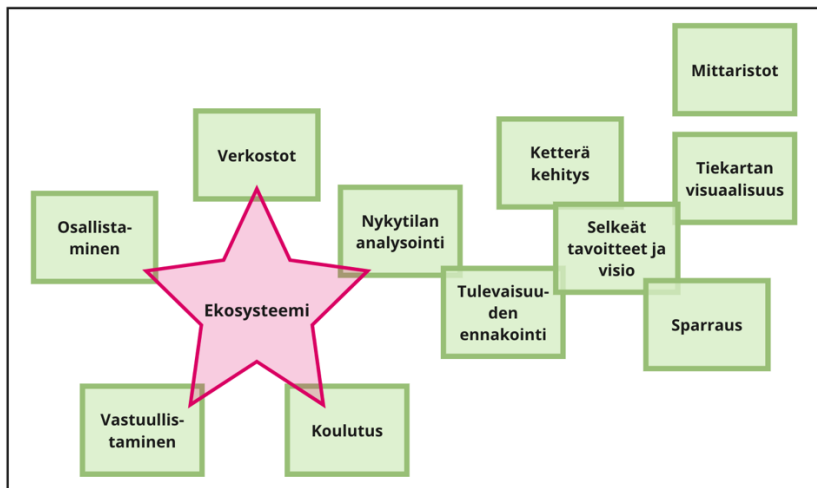 Mittaristot
Verkostot
Ketterä
kehitys
Tiekartan
visuaalisuus
Osallista-
minen
Nykytilan
analysointi
Selkeät
tavoitteet ja
visio
Ekosysteemi
Tulevaisuu-
den
ennakointi
Sparraus
Vastuullis-
taminen
Koulutus